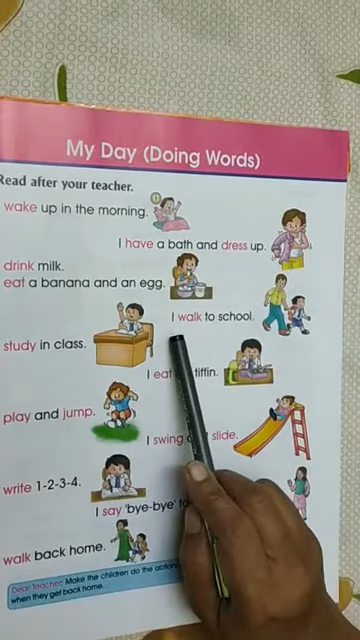 My Day (Doing Words)
Read after your teacher.
wake up in the morning.
I have a bath and dress up.
drink milk.
eat a banana and an egg.
I walk to school.
study in class.
I eat tiffin.
play and jump.
I swing slide.
write 1-2-3-4.
I say 'bye-bye'
walk back home.
Dear Teacher: Make the children do the
when they get back home.